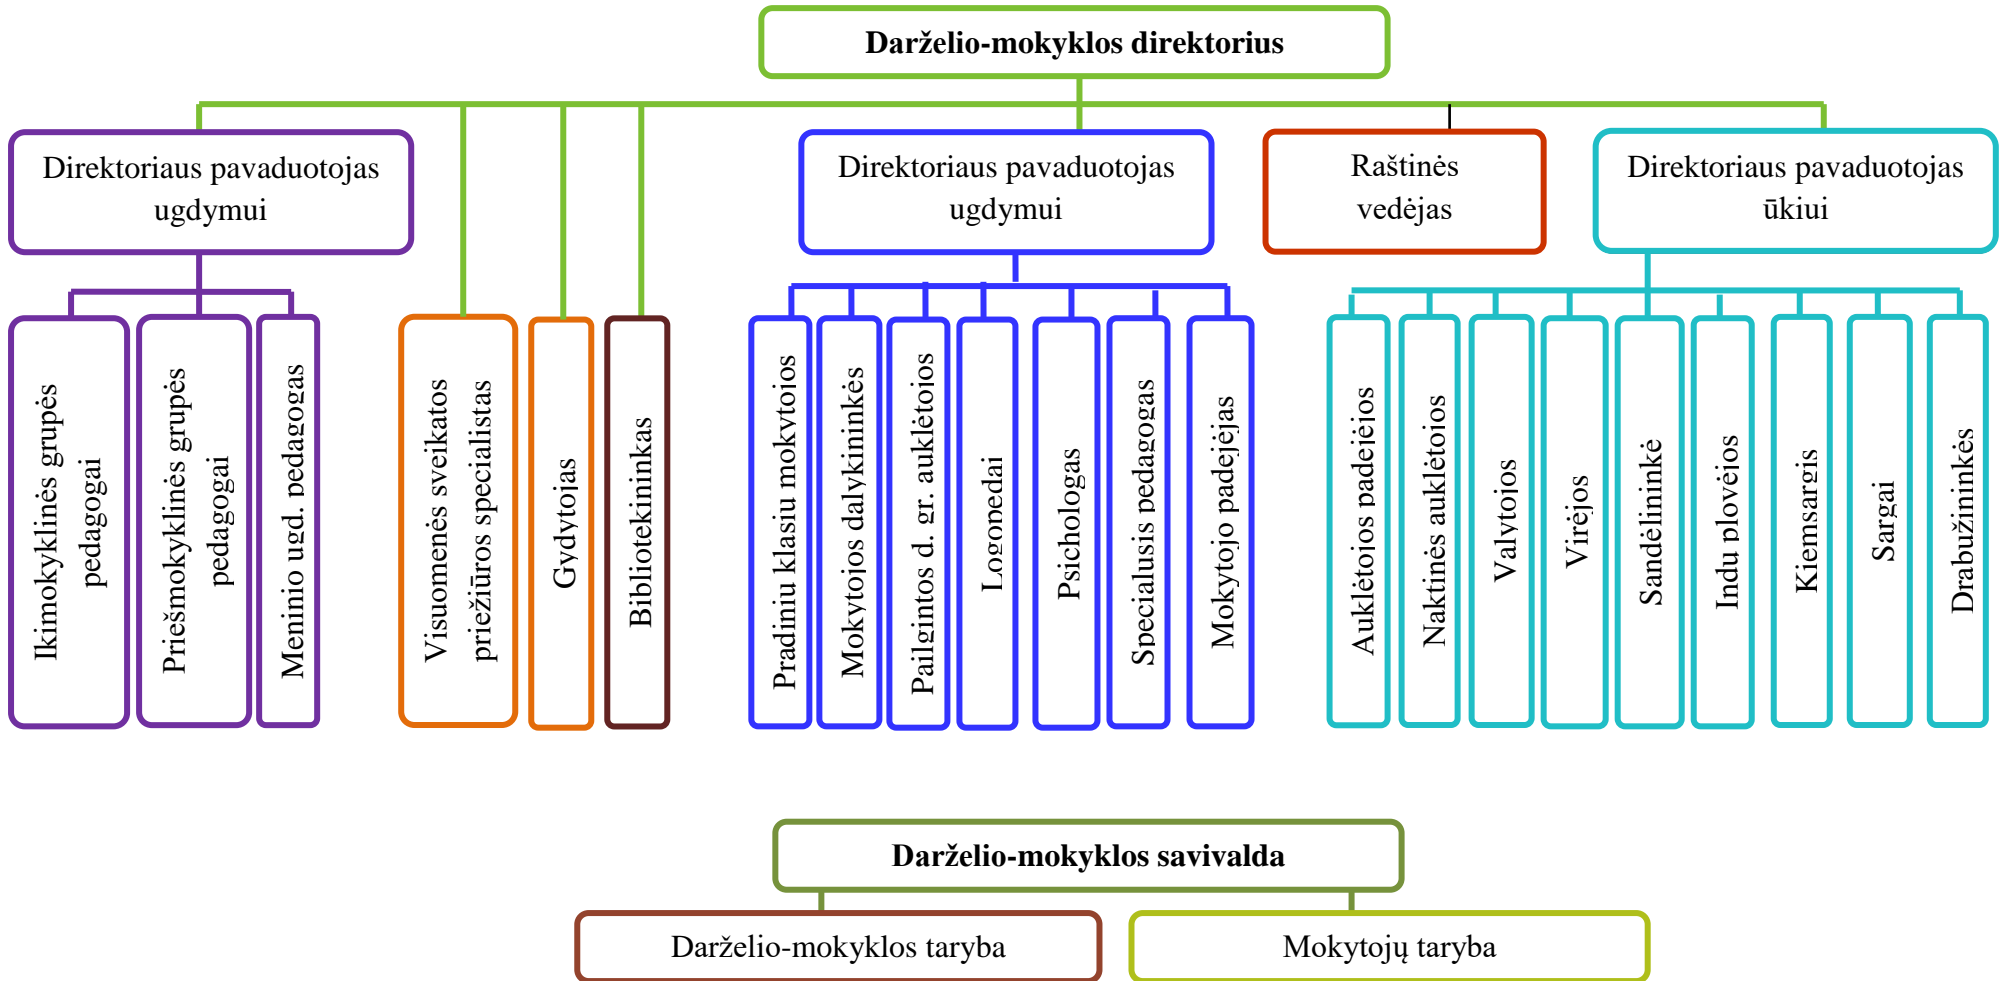 Darželio-mokyklos direktorius
Direktoriaus pavaduotojas
ugdymui
Direktoriaus pavaduotojas
ugdymui
Raštinės
vedėjas
Direktoriaus pavaduotojas
ūkiui
Ikimokyklinės grupės
pedagogai
Priešmokyklinės grupės
pedagogai
Meninio ugd. pedagogas
Visuomenės sveikatos
priežiūros specialistas
Gydytojas
Bibliotekininkas
Pradinių klasių mokytojos
Mokytojos dalykininkės
Pailgintos d. gr. auklėtojos
Logopedai
Psichologas
Specialusis pedagogas
Mokytojo padėjėjas
Auklėtojos padejėjos
Naktinės auklėtojos
Valytojos
Virėjos
Sandėlininkė
Indų plovėjos
Kiemsargis
Sargai
Drabužininkės
Darželio-mokyklos savivalda
Darželio-mokyklos taryba
Mokytojų taryba